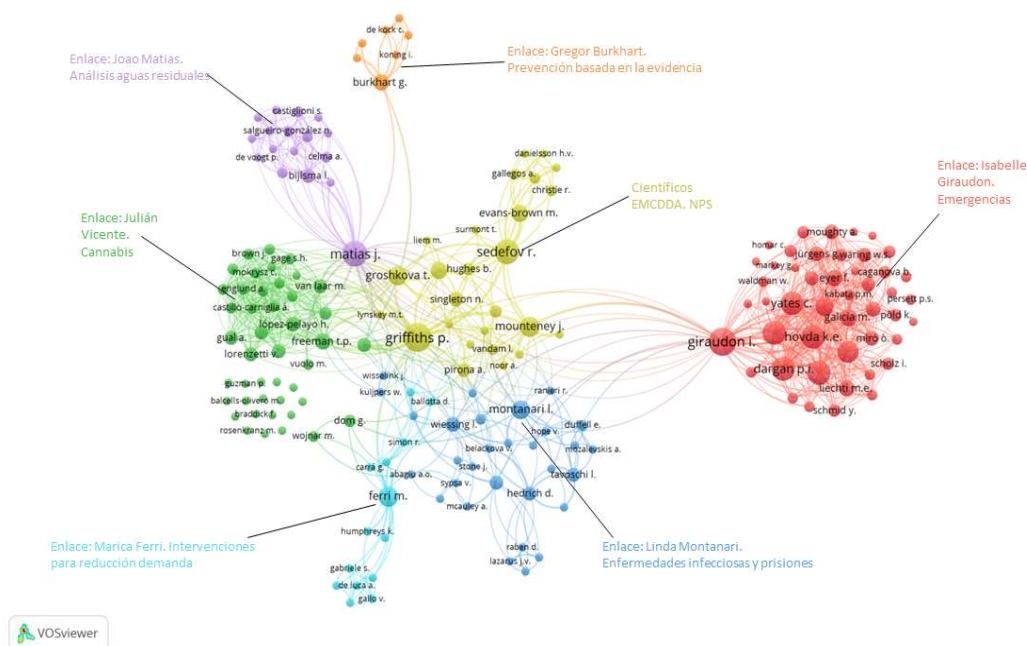 de kock c.
koning i.
burkhart g.
Enlace: Gregor Burkhart.
Prevención basada en la evidencia
Enlace: Joao Matias.
Análisis aguas residuales
castiglioni s.
salgueiro-gonzález n.
de voogt p.
celma a.
bijlsma l.
danielsson h.v.
gallegos a.
christie r.
evans-brown m.
surmont t.
liem m.
sedefov r.
matias j.
groshkova t.
hughes b.
singleton n.
lynskey m.t.
griffiths p.
mounteney j.
vandam l.
noor a.
pirona a.
Científicos
EMCDDA. NPS
Enlace: Isabelle
Giraudon.
Emergencias
moughty a.
homar c.
jürgens g.
waring w.s.
markey g.
eyer f.
caganova b.
waldman w.
kabata p.m.
persett p.s.
yates c.
galicia m.
põld k.
giraudon i.
hovda k.e.
miró ò.
dargan p.i.
scholz i.
liechti m.e.
schmid y.
Enlace: Julián
Vicente.
Cannabis
brown j.
gage s.h.
mokrysz c.
englund a.
van laar m.
castillo-carniglia á.
lópez-pelayo h.
gual a.
freeman t.p.
lorenzetti v.
vuolo m.
guzman p.
balcells-olivero m.
braddick f.
rosenkranz m.
wojnar m.
dom g.
wisselink j.
kuijpers w.
ballotta d.
ranieri r.
montanari l.
wiessing l.
hope v.
duffell e.
simon r.
belackova v.
mozalevskis a.
carrà g.
abagiu a.o.
stone j.
tavoschi l.
sypsa v.
ferri m.
hedrich d.
mcauley a.
humphreys k.
raben d.
lazarus j.v.
gabriele s.
de luca a.
gallo v.
Enlace: Marica Ferri. Intervenciones
para reducción demanda
Enlace: Linda Montanari.
Enfermedades infecciosas y prisiones
VOSviewer